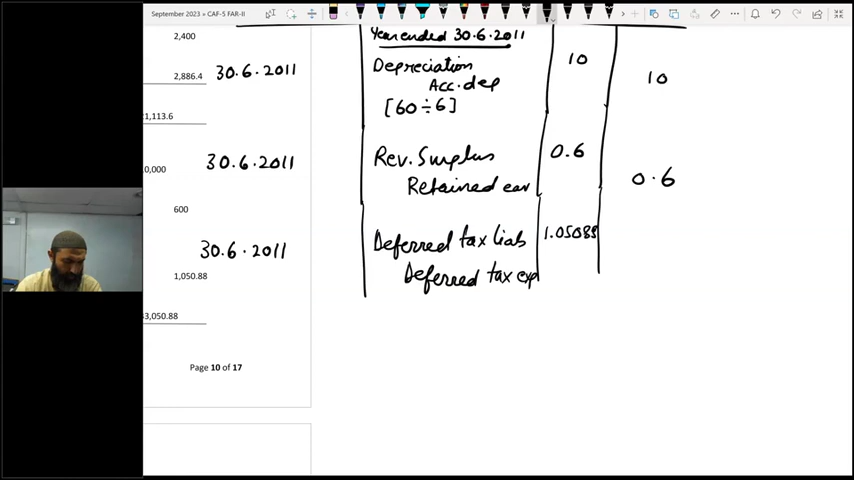 September 2023 » CAF-5 FAR-II
2,400
2,886.4
1,113.6
0,000
600
1,050.88
3,050.88
Page 10 of 17
30.6.2011
30.6.2011
30.6.2011
Year ended 30.6.2011
Depreciation 10
Acc. dep 10
[60÷6]
Rev. Surplus 0.6
Retained ear 0.6
Deferred tax liab 1.05088
Deferred tax exp